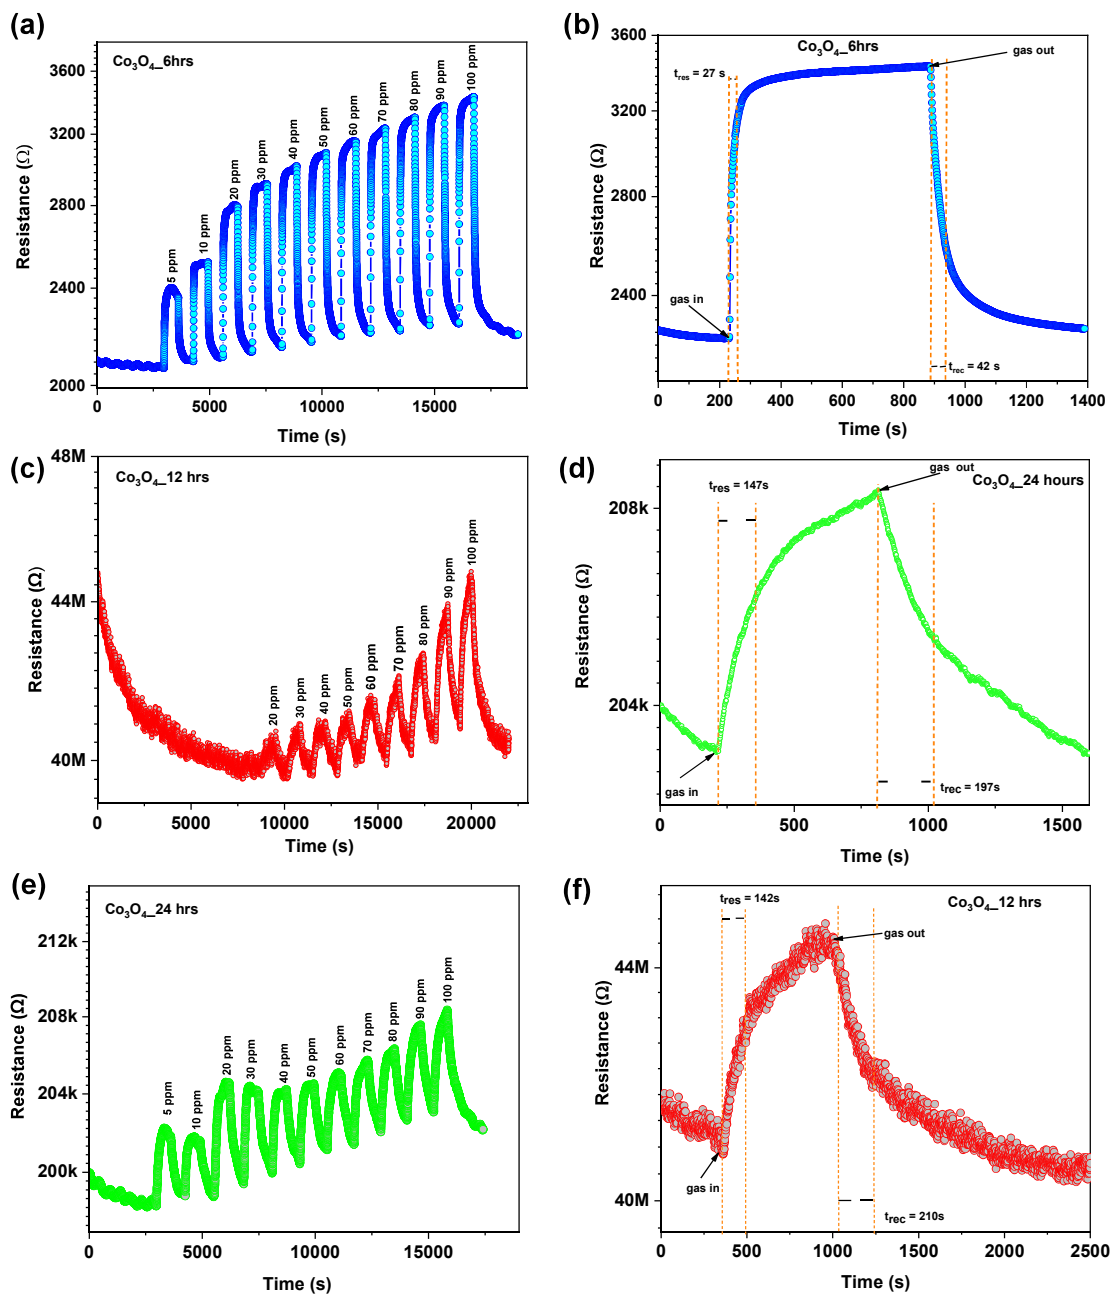 (a)
Co₃O₄_6hrs
5 ppm
10 ppm
20 ppm
30 ppm
40 ppm
50 ppm
60 ppm
70 ppm
80 ppm
90 ppm
100 ppm
3600
3200
2800
2400
2000
Resistance (Ω)
0
5000
10000
15000
Time (s)
(b)
Co₃O₄_6hrs
gas out
tres = 27 s
gas in
trec = 42 s
3600
3200
2800
2400
Resistance (Ω)
0
200
400
600
800
1000
1200
1400
Time (s)
(c)
Co₃O₄_12 hrs
20 ppm
30 ppm
40 ppm
50 ppm
60 ppm
70 ppm
80 ppm
90 ppm
100 ppm
48M
44M
40M
Resistance (Ω)
0
5000
10000
15000
20000
Time (s)
(d)
gas out
Co₃O₄_24 hours
tres = 147s
gas in
trec = 197s
208k
204k
Resistance (Ω)
0
500
1000
1500
Time (s)
(e)
Co₃O₄_24 hrs
5 ppm
10 ppm
20 ppm
30 ppm
40 ppm
50 ppm
60 ppm
70 ppm
80 ppm
90 ppm
100 ppm
212k
208k
204k
200k
Resistance (Ω)
0
5000
10000
15000
Time (s)
(f)
tres = 142s
Co₃O₄_12 hrs
gas out
gas in
trec = 210s
44M
40M
Resistance (Ω)
0
500
1000
1500
2000
2500
Time (s)